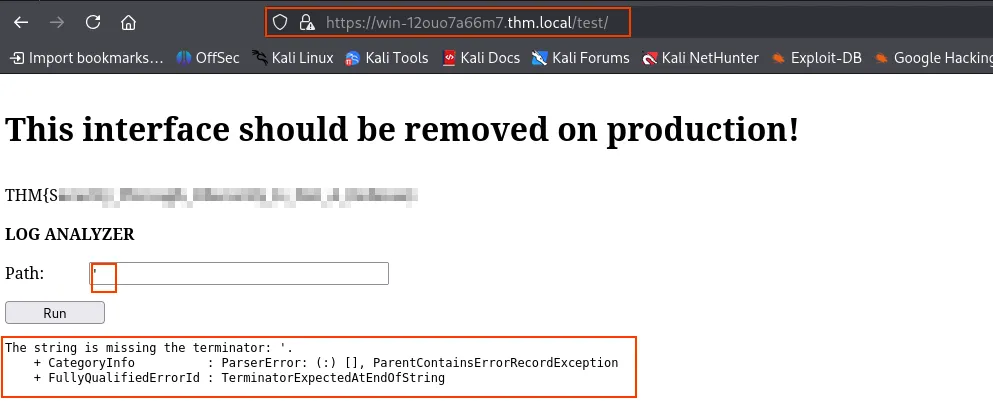 https://win-12ouo7a66m7.thm.local/test/
Import bookmarks… OffSec Kali Linux Kali Tools Kali Docs Kali Forums Kali NetHunter Exploit-DB Google Hacking
This interface should be removed on production!
THM{S
LOG ANALYZER
Path: '
Run
The string is missing the terminator: '.
+ CategoryInfo : ParserError: (:) [], ParentContainsErrorRecordException
+ FullyQualifiedErrorId : TerminatorExpectedAtEndOfString